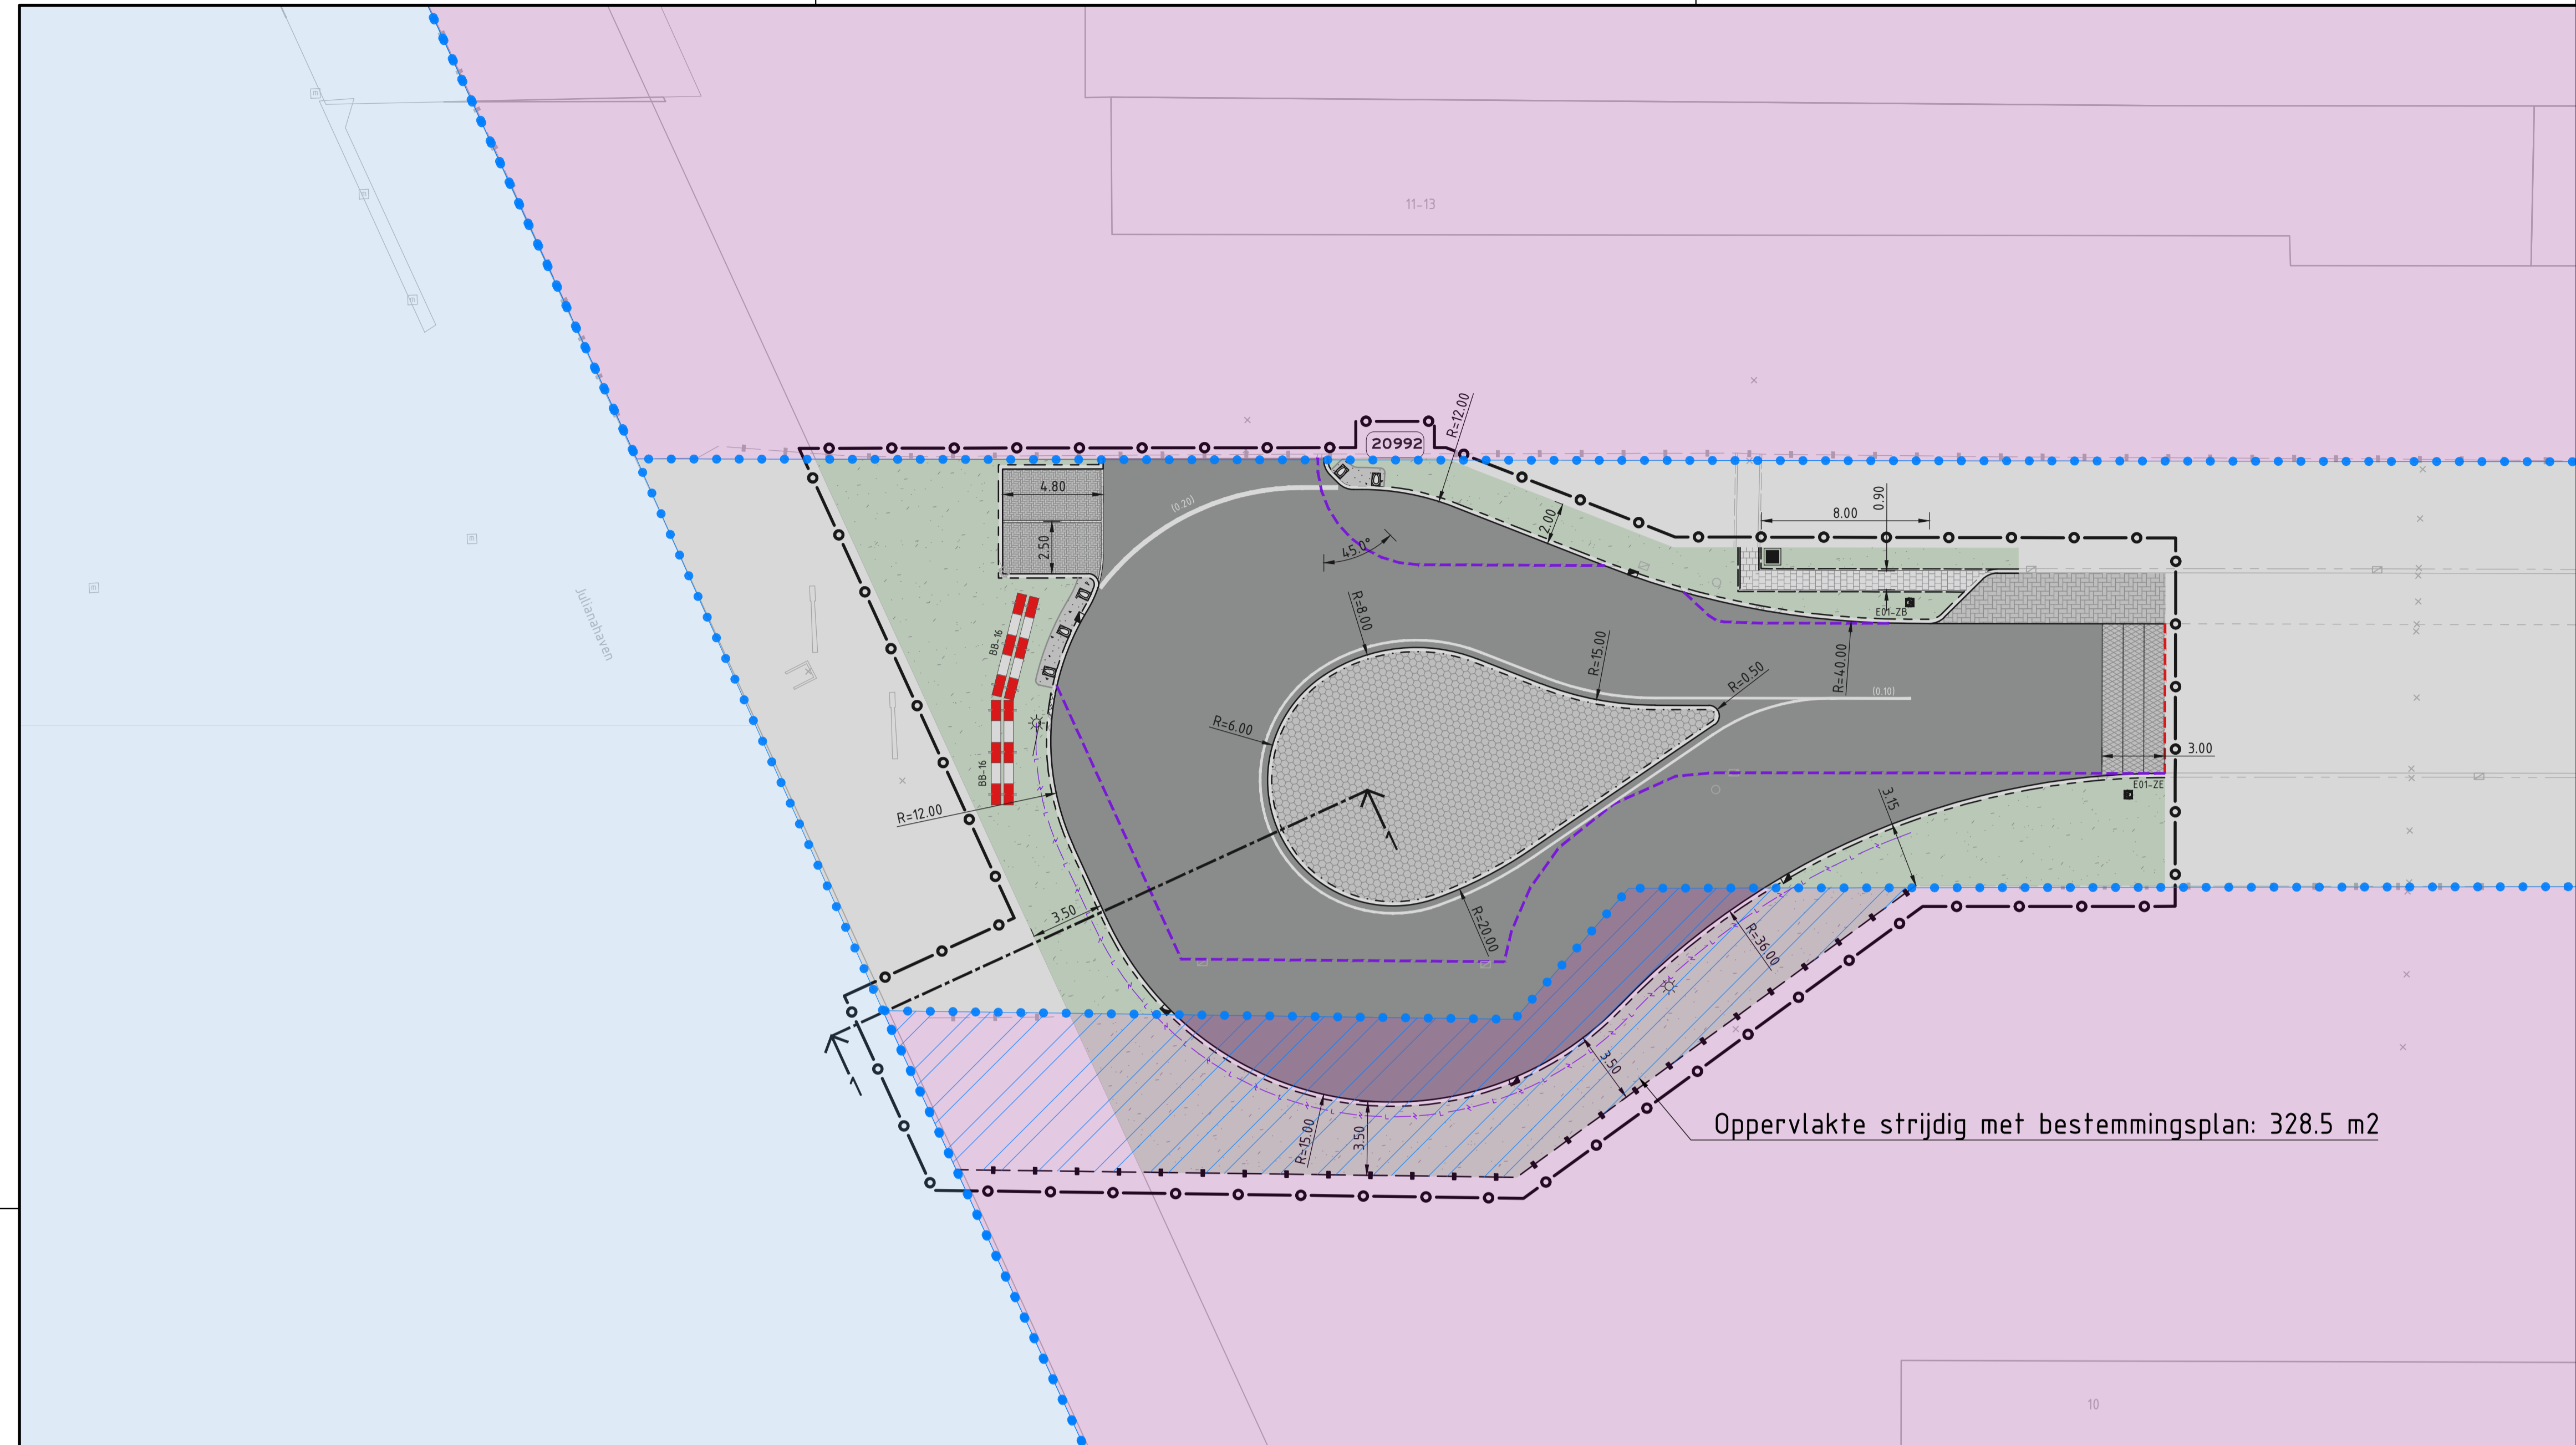 11-13
R=12.00
20992
4.80
(0.20)
0.90
8.00
2.00
2.50
45.0°
Julianahaven
R=8.00
E01-ZB
BB-16
R=15.00
R=0.50
R=40.00
(0.10)
R=6.00
3.00
BB-16
E01-ZE
R=12.00
3.15
3.50
R=20.00
R=36.00
3.50
R=15.00
3.50
Oppervlakte strijdig met bestemmingsplan: 328.5 m2
10